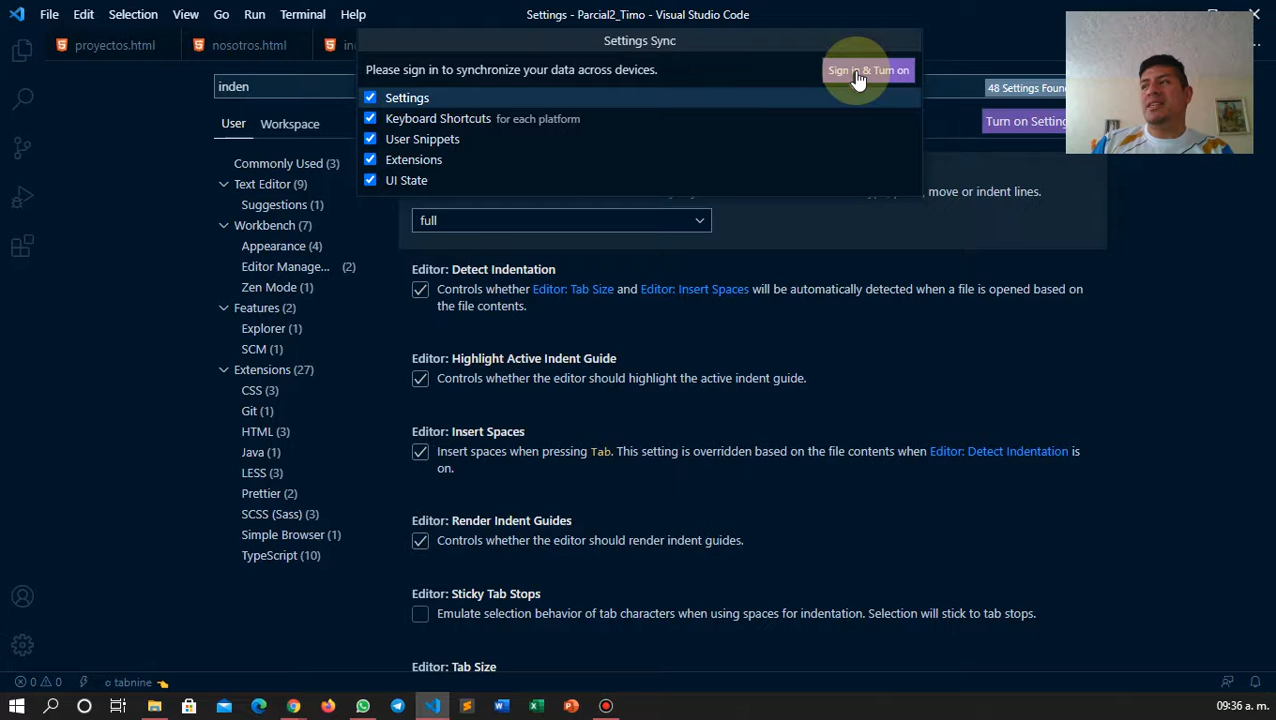 File Edit Selection View Go Run Terminal Help
Settings - Parcial2_Timo - Visual Studio Code
proyectos.html
nosotros.html
Settings Sync
Please sign in to synchronize your data across devices.
Sign in & Turn on
Settings
Keyboard Shortcuts for each platform
User Snippets
Extensions
UI State
inden
48 Settings Found
User Workspace
Turn on Setting
Commonly Used (3)
Text Editor (9)
Suggestions (1)
Workbench (7)
Appearance (4)
Editor Manage... (2)
Zen Mode (1)
Features (2)
Explorer (1)
SCM (1)
Extensions (27)
CSS (3)
Git (1)
HTML (3)
Java (1)
LESS (3)
Prettier (2)
SCSS (Sass) (3)
Simple Browser (1)
TypeScript (10)
, move or indent lines.
full
Editor: Detect Indentation
Controls whether Editor: Tab Size and Editor: Insert Spaces will be automatically detected when a file is opened based on
the file contents.
Editor: Highlight Active Indent Guide
Controls whether the editor should highlight the active indent guide.
Editor: Insert Spaces
Insert spaces when pressing Tab. This setting is overridden based on the file contents when Editor: Detect Indentation is
on.
Editor: Render Indent Guides
Controls whether the editor should render indent guides.
Editor: Sticky Tab Stops
Emulate selection behavior of tab characters when using spaces for indentation. Selection will stick to tab stops.
Editor: Tab Size
0 0 tabnine
09:36 a. m.